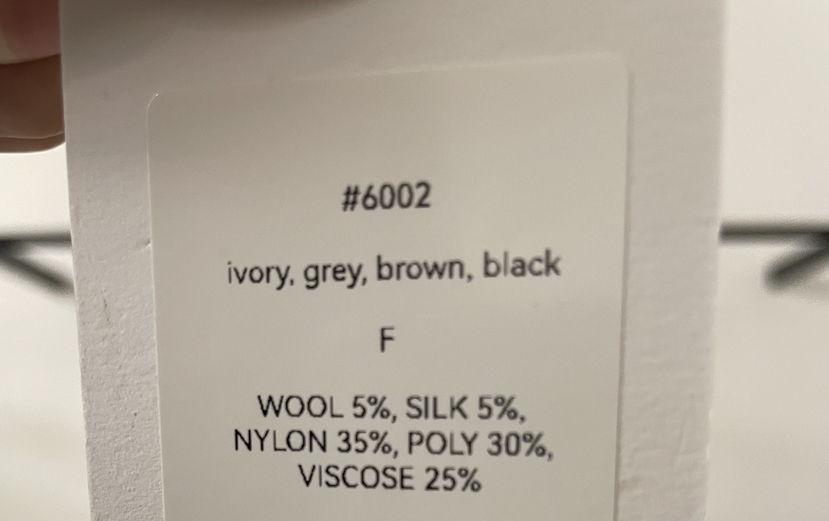 #6002
ivory, grey, brown, black
F
WOOL 5%, SILK 5%,
NYLON 35%, POLY 30%,
VISCOSE 25%